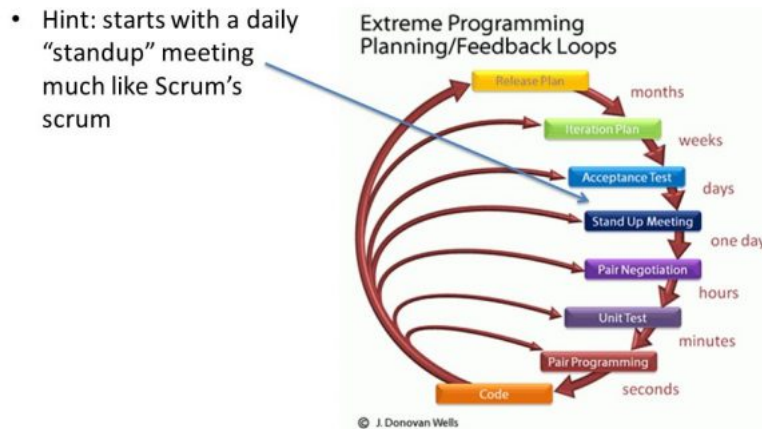 • Hint: starts with a daily
“standup” meeting
much like Scrum’s
scrum
Extreme Programming
Planning/Feedback Loops
Release Plan
months
Iteration Plan
weeks
Acceptance Test
days
Stand Up Meeting
one day
Pair Negotiation
hours
Unit Test
minutes
Pair Programming
seconds
Code
© J. Donovan Wells